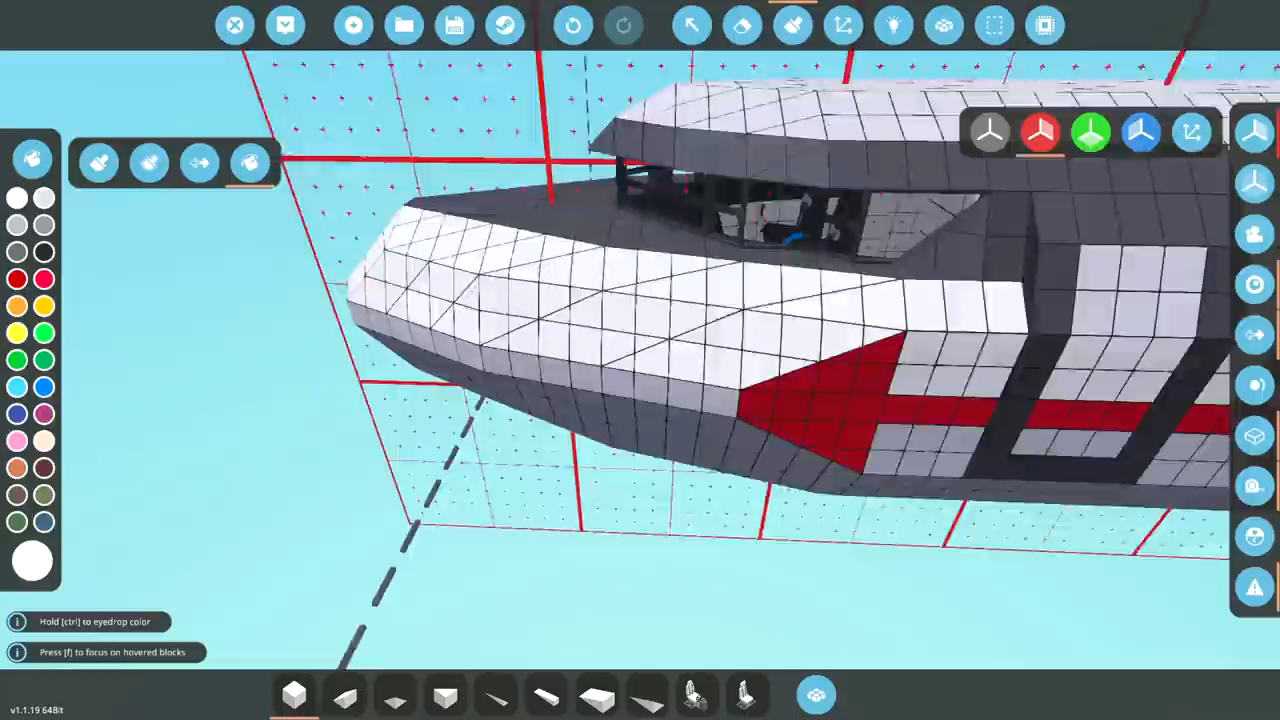 Hold [ctrl] to eyedrop color
Press [f] to focus on hovered blocks
v1.1.19 64Bit